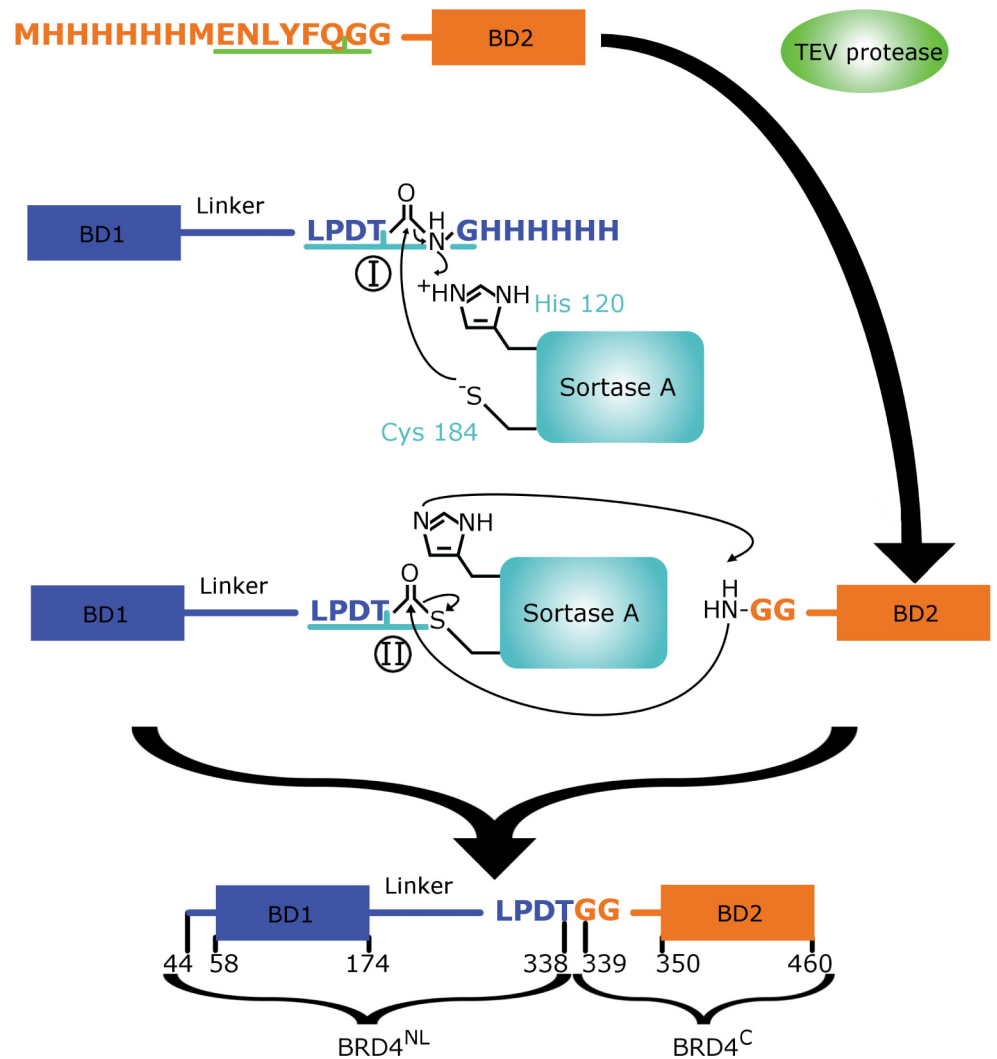 MHHHHHHMENLYFQGG BD2 TEV protease
Linker
BD1 LPDT O H N GHHHHHH
I
+HN NH His 120
Sortase A
-S
Cys 184
N NH
Linker O H
BD1 LPDT S Sortase A HN-GG BD2
II
Linker
BD1 LPDTGG BD2
44 58 174 338 339 350 460
BRD4NL BRD4C